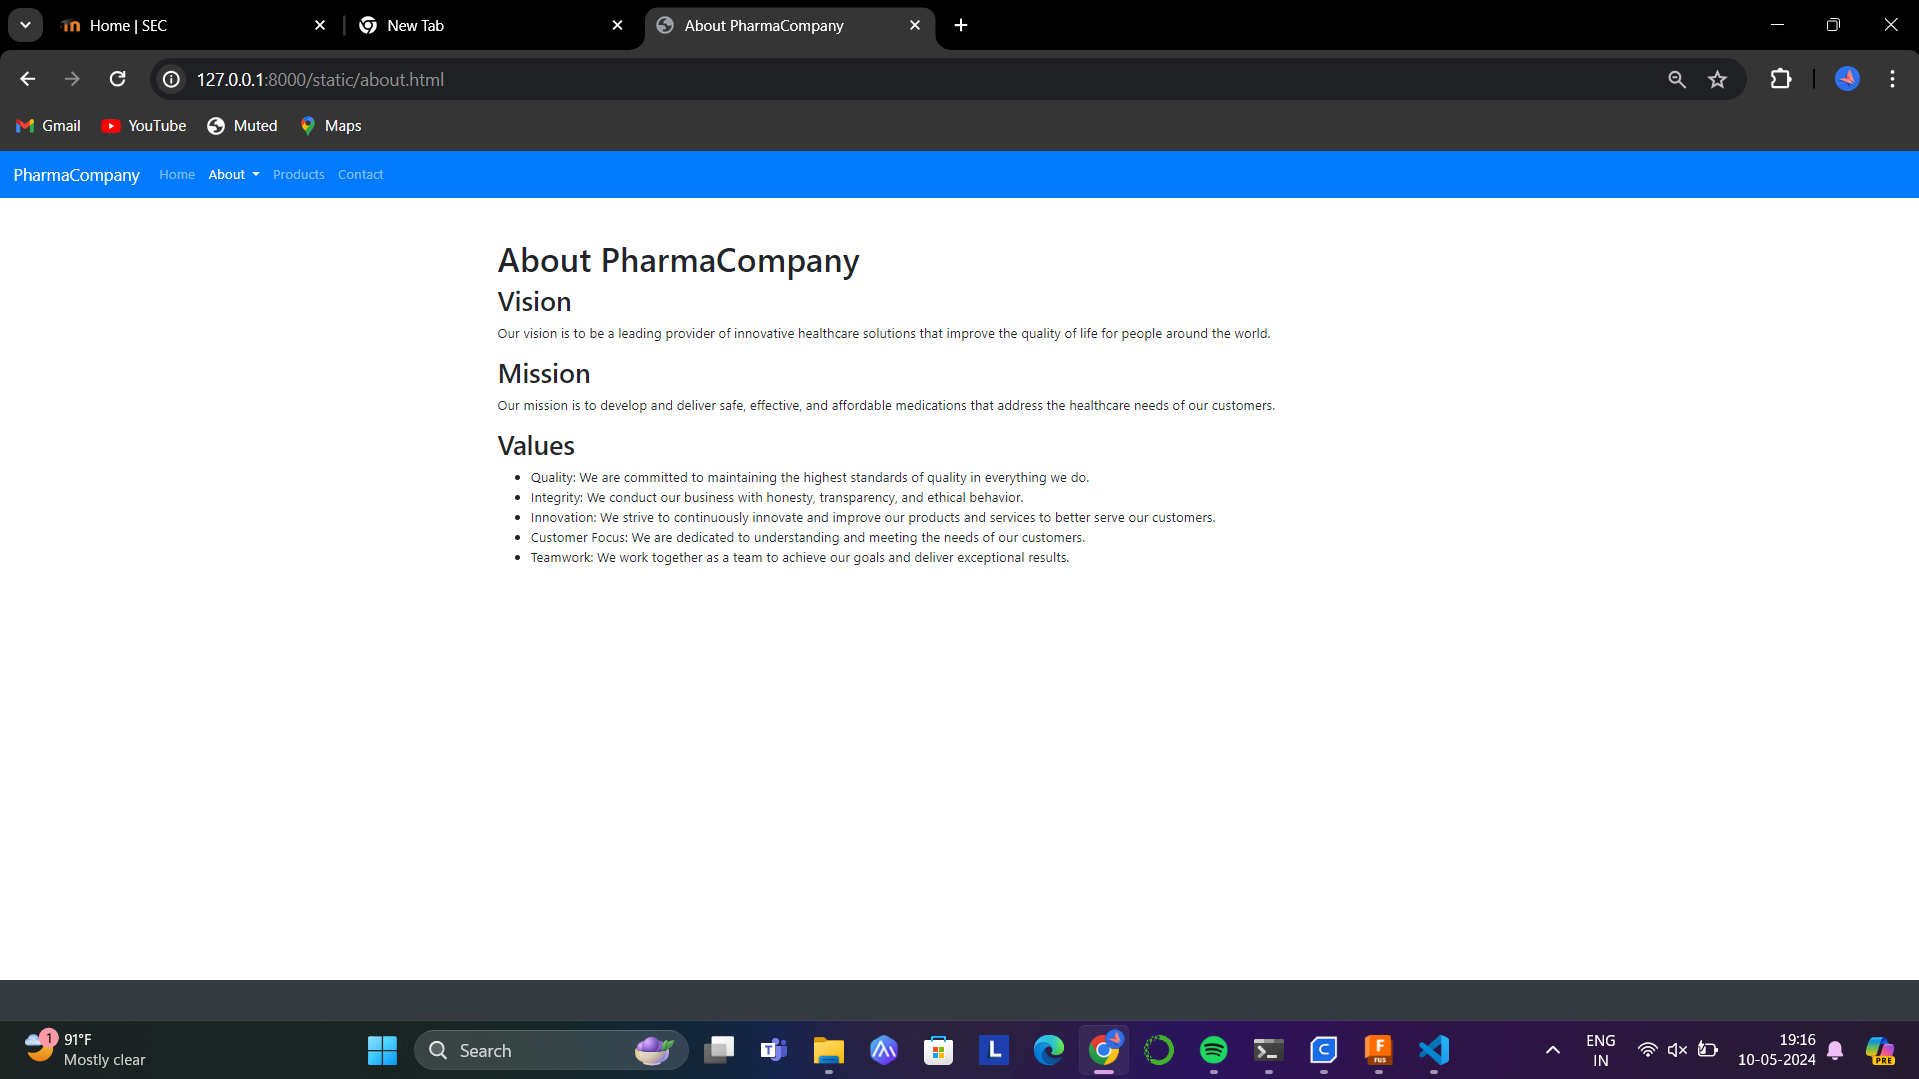 Home | SEC
New Tab
About PharmaCompany
127.0.0.1:8000/static/about.html
Gmail
YouTube
Muted
Maps
PharmaCompany
Home
About
Products
Contact
About PharmaCompany
Vision
Our vision is to be a leading provider of innovative healthcare solutions that improve the quality of life for people around the world.
Mission
Our mission is to develop and deliver safe, effective, and affordable medications that address the healthcare needs of our customers.
Values
Quality: We are committed to maintaining the highest standards of quality in everything we do.
Integrity: We conduct our business with honesty, transparency, and ethical behavior.
Innovation: We strive to continuously innovate and improve our products and services to better serve our customers.
Customer Focus: We are dedicated to understanding and meeting the needs of our customers.
Teamwork: We work together as a team to achieve our goals and deliver exceptional results.
1
91°F
Mostly clear
Search
L
C
F
FUS
ENG
IN
19:16
10-05-2024
PRE